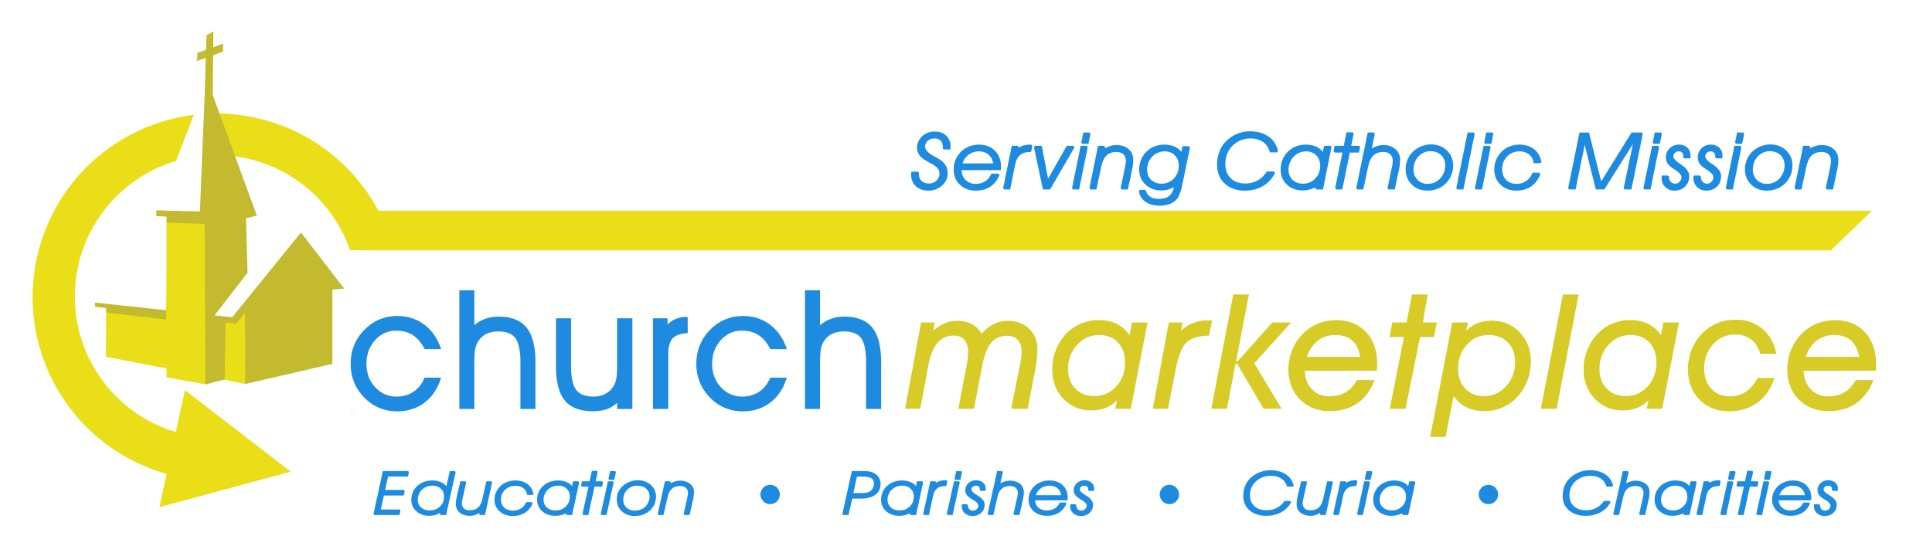 Serving Catholic Mission
churchmarketplace
Education • Parishes • Curia • Charities